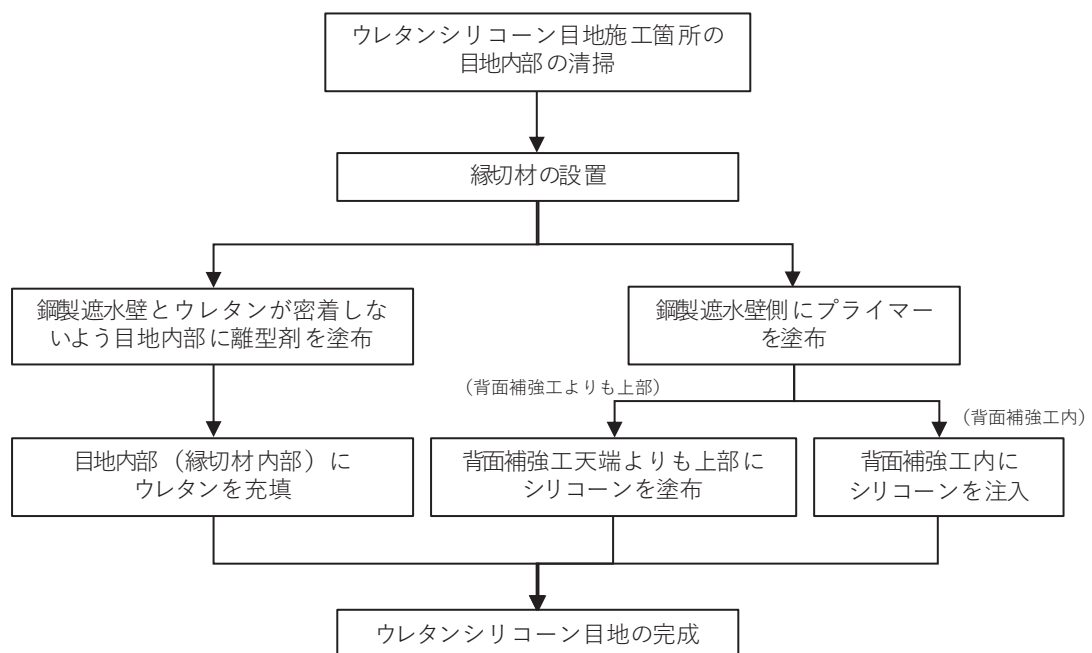 ウレタンシリコーン目地施工箇所の
目地内部の清掃
縁切材の設置
鋼製遮水壁とウレタンが密着しな
いよう目地内部に離型剤を塗布
鋼製遮水壁側にプライマー
を塗布
（背面補強工よりも上部）
（背面補強工内）
目地内部（縁切材内部）に
ウレタンを充填
背面補強工天端よりも上部に
シリコーンを塗布
背面補強工内に
シリコーンを注入
ウレタンシリコーン目地の完成